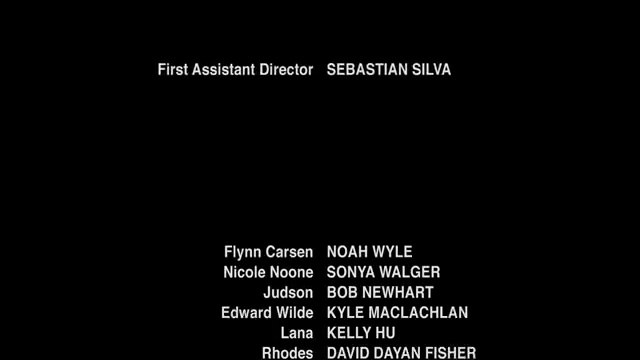 First Assistant Director SEBASTIAN SILVA
Flynn Carsen NOAH WYLE
Nicole Noone SONYA WALGER
Judson BOB NEWHART
Edward Wilde KYLE MACLACHLAN
Lana KELLY HU
Rhodes DAVID DAYAN FISHER